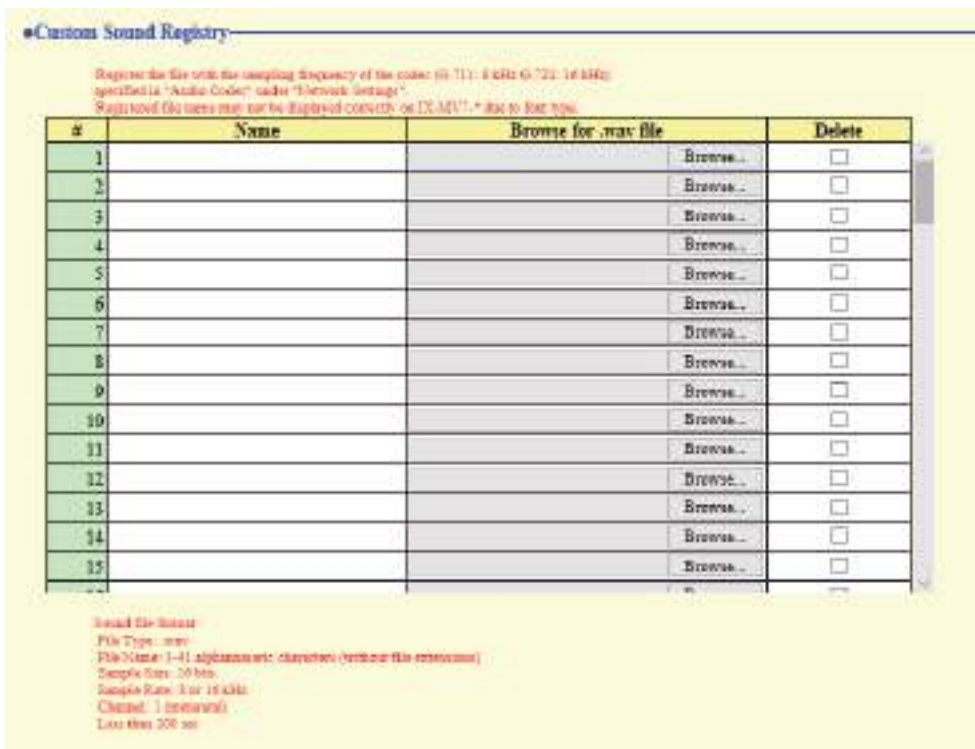 ●Custom Sound Registry
Register the file with the sampling frequency of the codec (G.711: 8 kHz G.722: 16 kHz)
specified in "Audio Codec" under "Network Settings".
Registered file name may not be displayed correctly on IX-MV7-* due to font type.
# Name Browse for .wav file Delete
1 Browse...
2 Browse...
3 Browse...
4 Browse...
5 Browse...
6 Browse...
7 Browse...
8 Browse...
9 Browse...
10 Browse...
11 Browse...
12 Browse...
13 Browse...
14 Browse...
15 Browse...
Sound file format
File Type: .wav
File Name: 1-41 alphanumeric characters (without file extension)
Sample Size: 16 bits
Sample Rate: 8 or 16 kHz
Channel: 1 (monaural)
Less than 200 sec